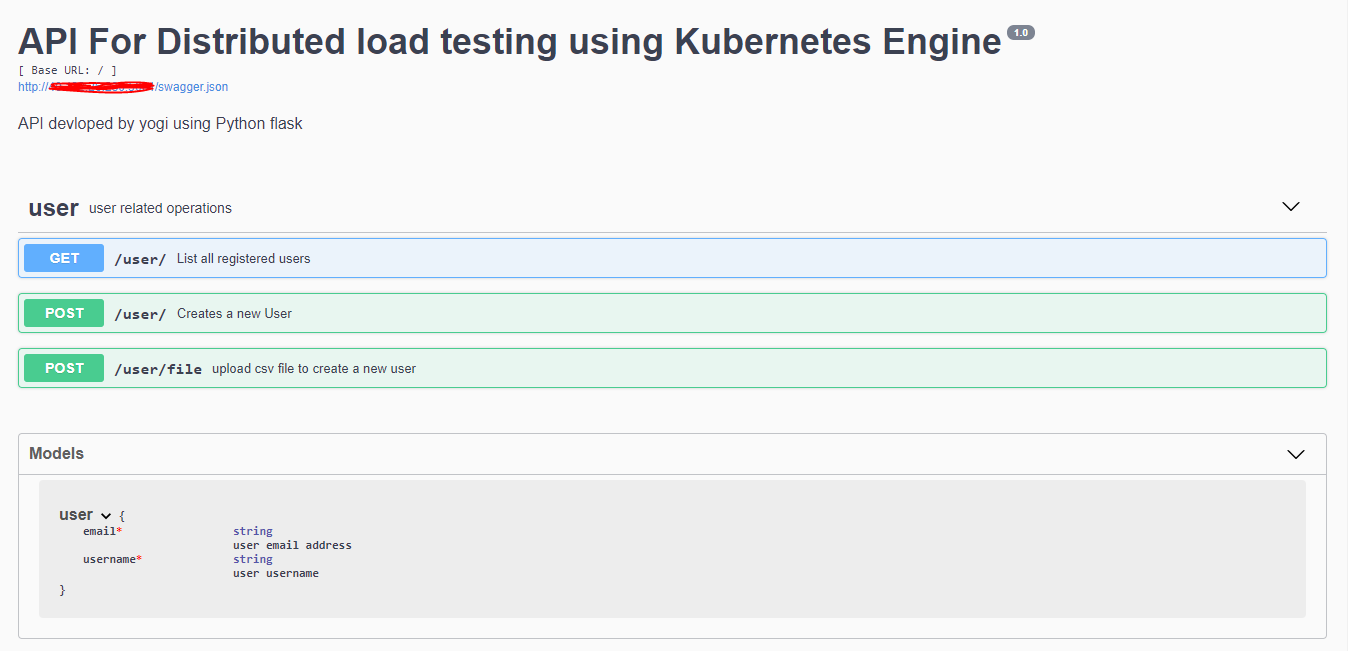 API For Distributed load testing using Kubernetes Engine 1.0
[ Base URL: / ]
http:// /swagger.json
API devloped by yogi using Python flask
user user related operations
GET /user/ List all registered users
POST /user/ Creates a new User
POST /user/file upload csv file to create a new user
Models
user {
email* string
user email address
username* string
user username
}